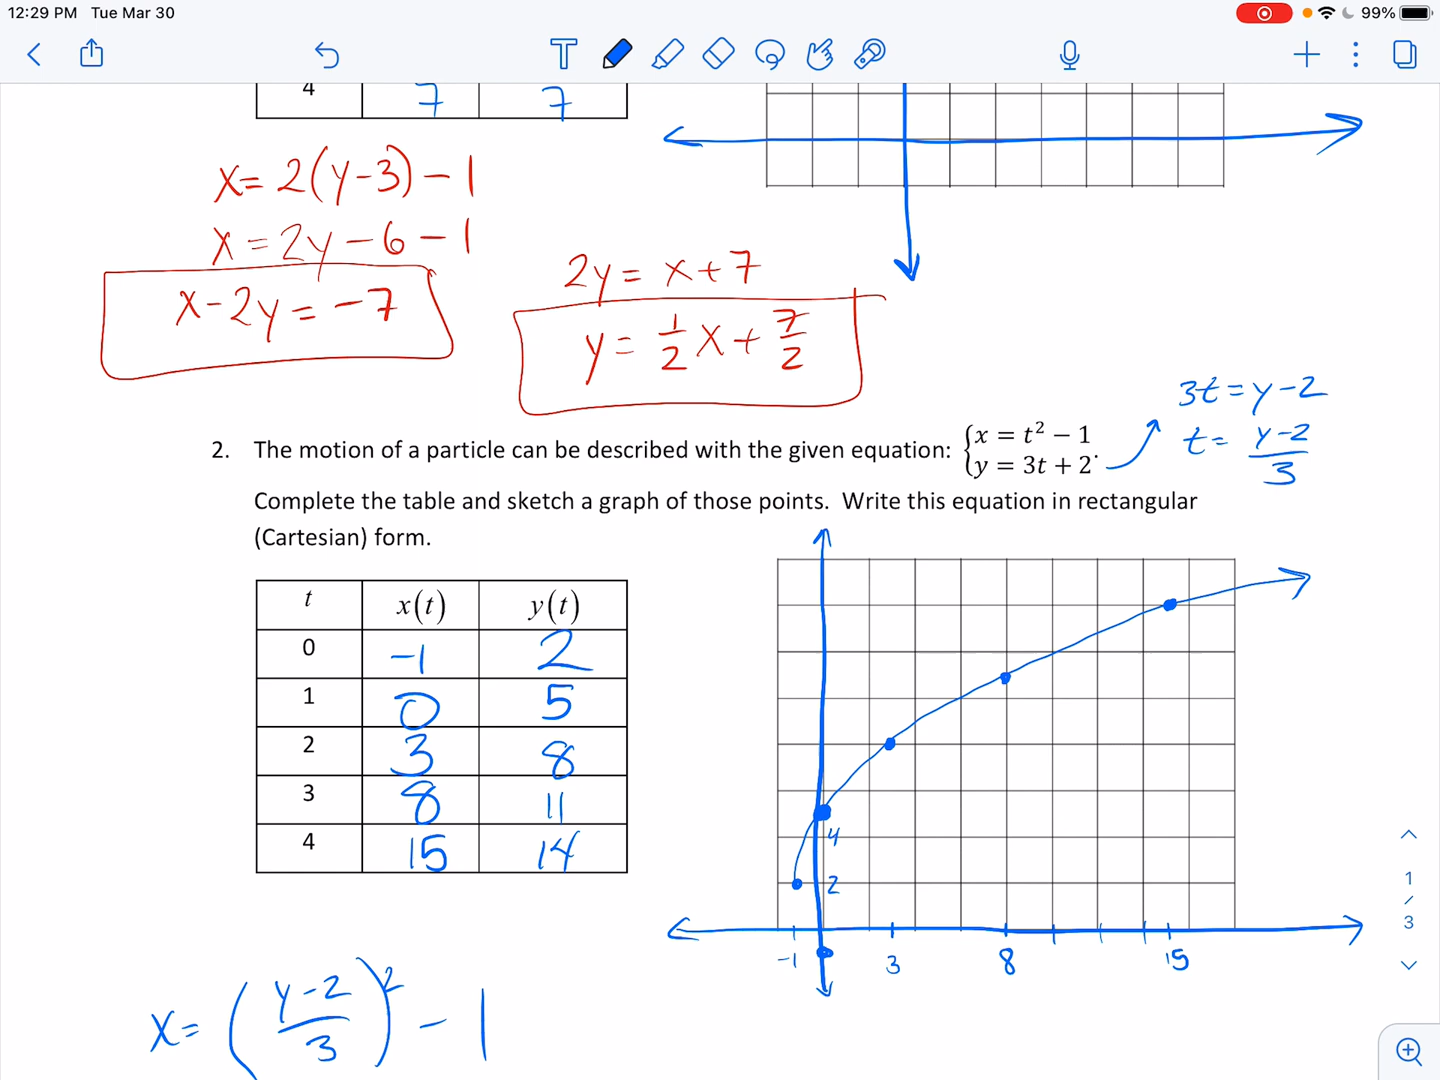 12:29 PM Tue Mar 30
99%
4 7 7
x = 2(y-3) - 1
x = 2y - 6 - 1
x - 2y = -7
2y = x + 7
y = 1/2 x + 7/2
3t = y - 2
t = y-2/3
2. The motion of a particle can be described with the given equation: {x = t² − 1
y = 3t + 2.
Complete the table and sketch a graph of those points. Write this equation in rectangular
(Cartesian) form.
t x(t) y(t)
0 -1 2
1 0 5
2 3 8
3 8 11
4 15 14
4
2
-1 3 8 15
1
/
3
x = (y-2/3)² - 1